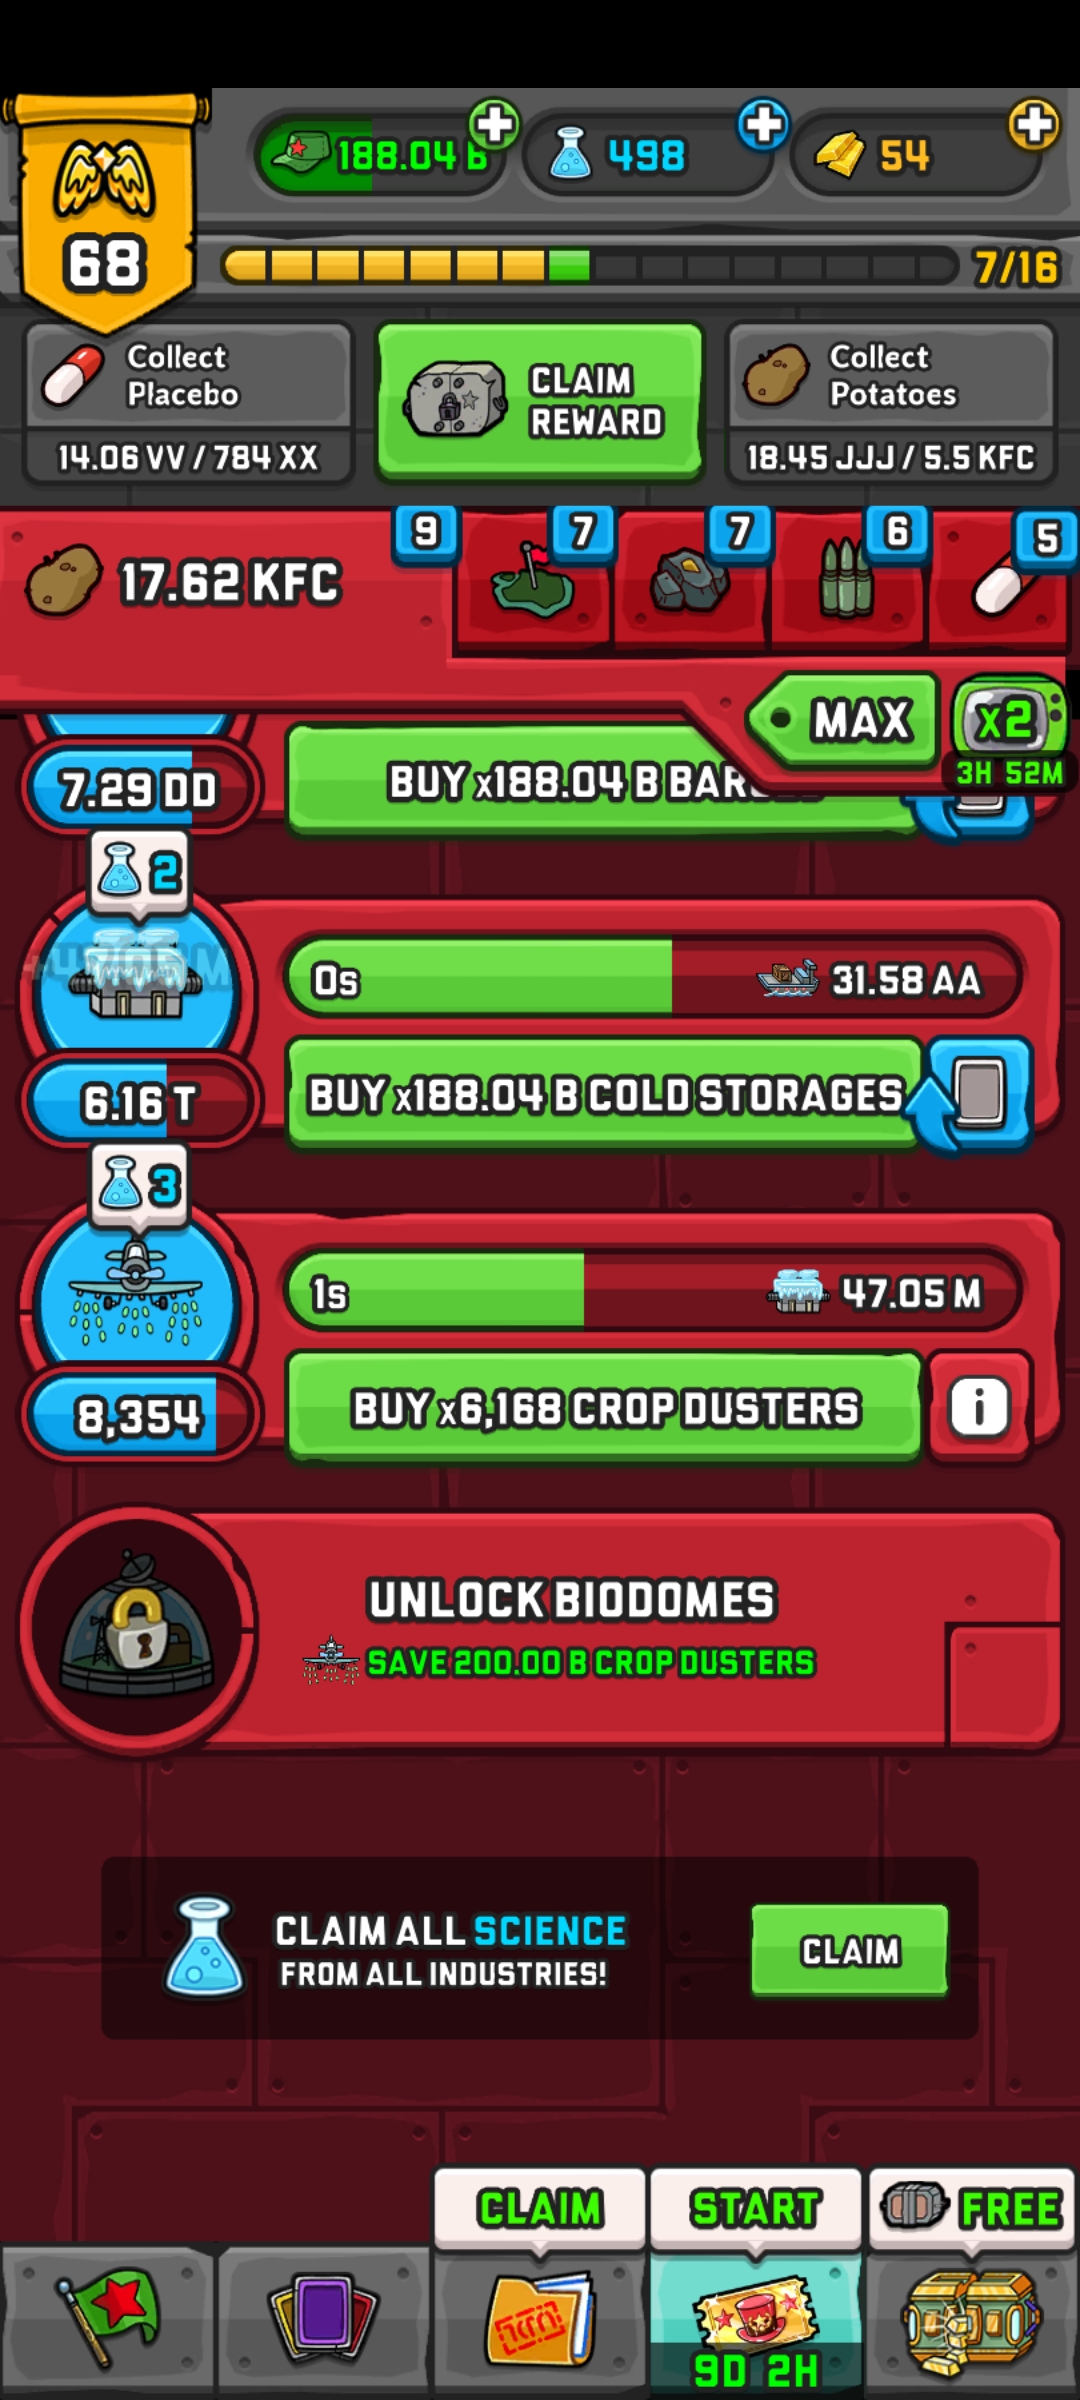 188.04 B
498
54
68
7/16
Collect
Placebo
14.06 VV / 784 XX
CLAIM
REWARD
Collect
Potatoes
18.45 JJJ / 5.5 KFC
17.62 KFC
9
7
7
6
5
MAX
x2
3H 52M
7.29 DD
BUY x188.04 B
2
0s
31.58 AA
6.16 T
BUY x188.04 B COLD STORAGES
3
1s
47.05 M
8,354
BUY x6,168 CROP DUSTERS
i
UNLOCK BIODOMES
SAVE 200.00 B CROP DUSTERS
CLAIM ALL SCIENCE
FROM ALL INDUSTRIES!
CLAIM
CLAIM
START
FREE
9D 2H